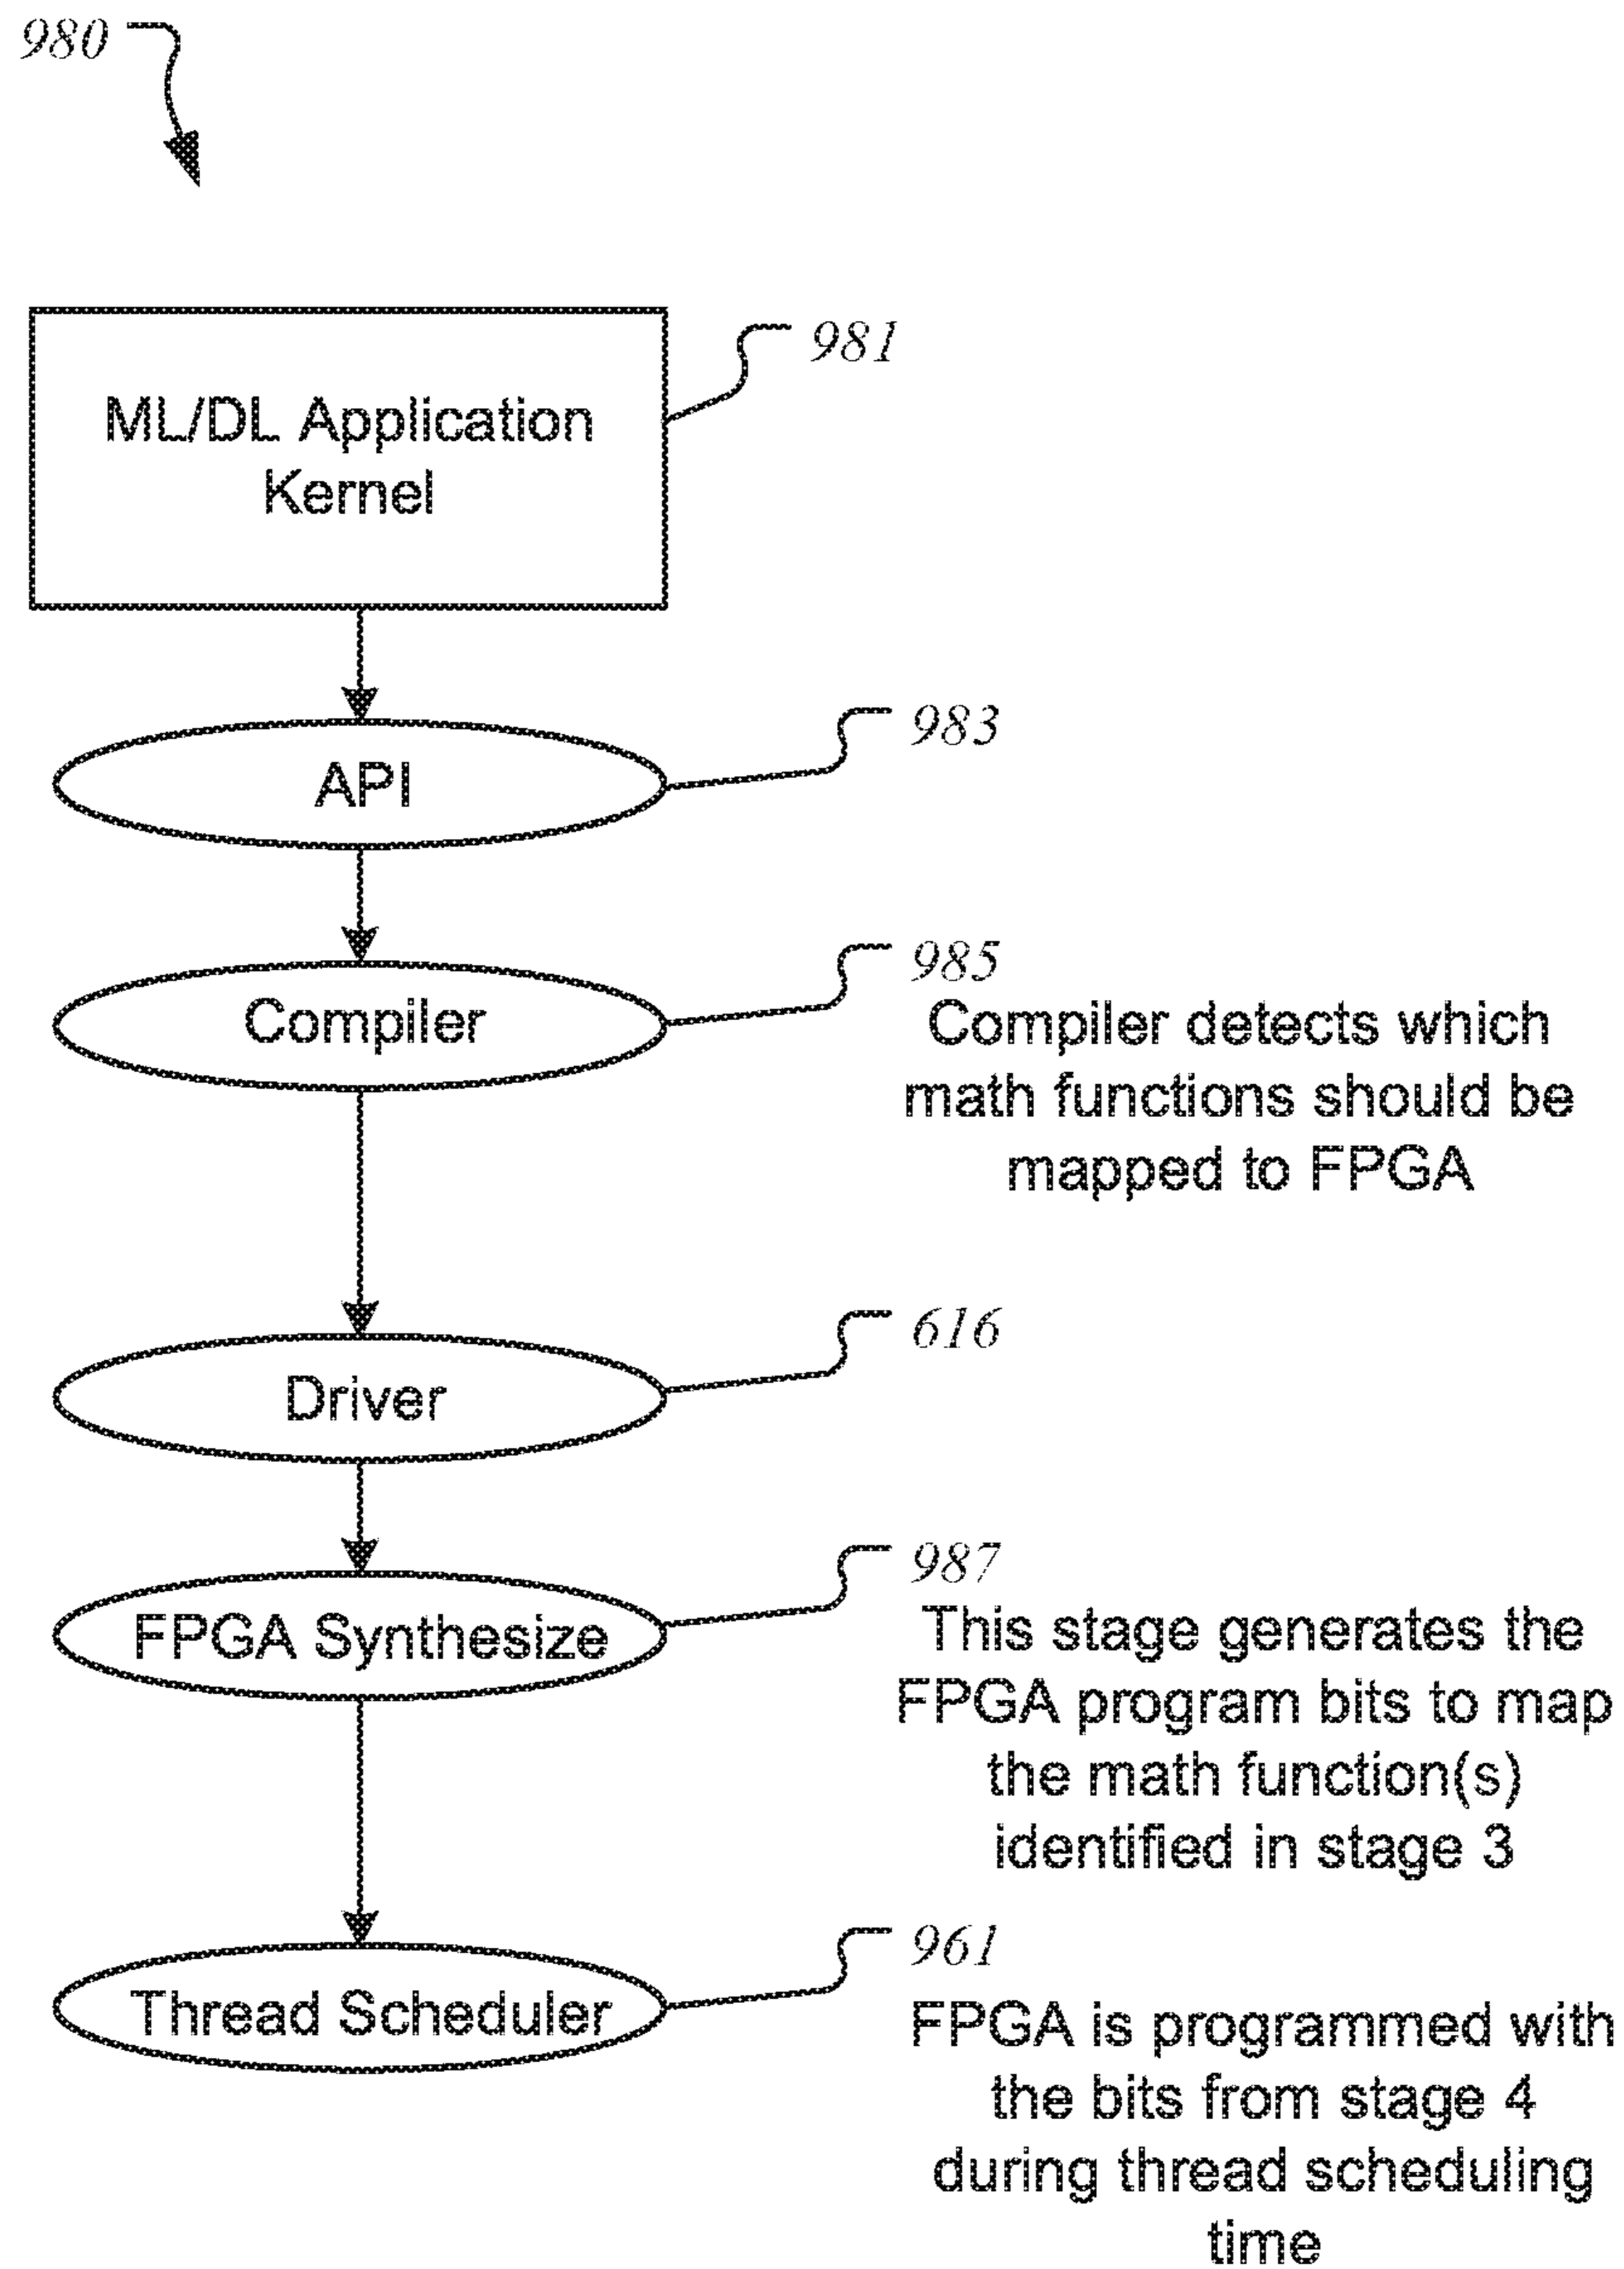 980
981
ML/DL Application
Kernel
983
API
985
Compiler
Compiler detects which
math functions should be
mapped to FPGA
616
Driver
987
FPGA Synthesize
This stage generates the
FPGA program bits to map
the math function(s)
identified in stage 3
961
Thread Scheduler
FPGA is programmed with
the bits from stage 4
during thread scheduling
time